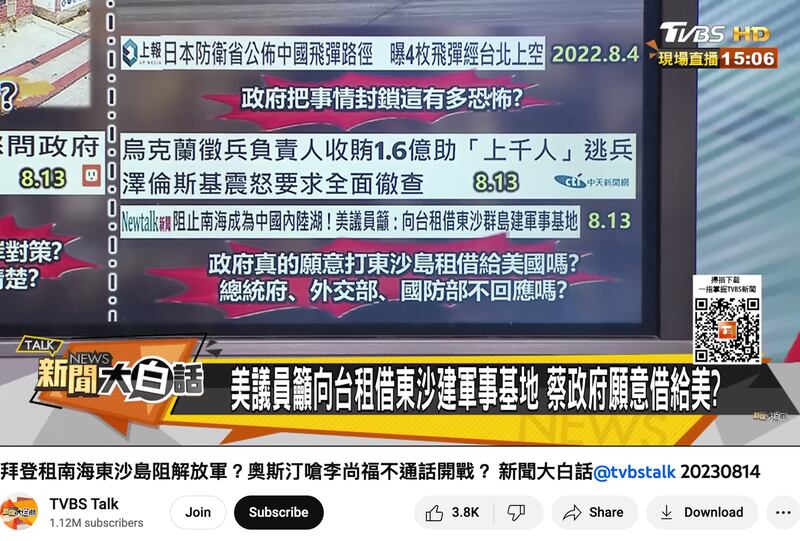 TVBS HD
現場直播 15:06
?
上報 日本防衛省公佈中國飛彈路徑 曝4枚飛彈經台北上空 2022.8.4
UP MEDIA
政府把事情封鎖這有多恐怖?
問政府
8.13
烏克蘭徵兵負責人收賄1.6億助「上千人」逃兵
澤倫斯基震怒要求全面徹查 8.13 cti 中天新聞網
Newtalk新聞 阻止南海成為中國內陸湖!美議員籲:向台租借東沙群島建軍事基地 8.13
對策?
清楚?
政府真的願意打東沙島租借給美國嗎?
總統府、外交部、國防部不回應嗎?
掃描下載
一指掌握TVBS新聞
T
TALK
NEWS
新聞大白話
美議員籲向台租借東沙建軍事基地 蔡政府願意借給美?
NEWS
拜登租南海東沙島阻解放軍?奧斯汀嗆李尚福不通話開戰? 新聞大白話@tvbstalk 20230814
TVBS Talk
1.12M subscribers
Join
Subscribe
3.8K
Share
Download